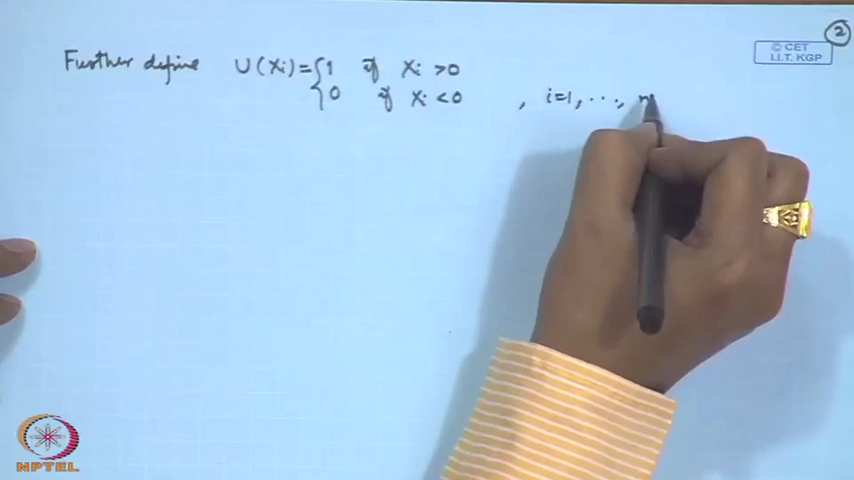 2
© CET
I.I.T. KGP
Further define U(Xi) = { 1 if Xi > 0
0 if Xi < 0 , i=1, ..., n
NPTEL